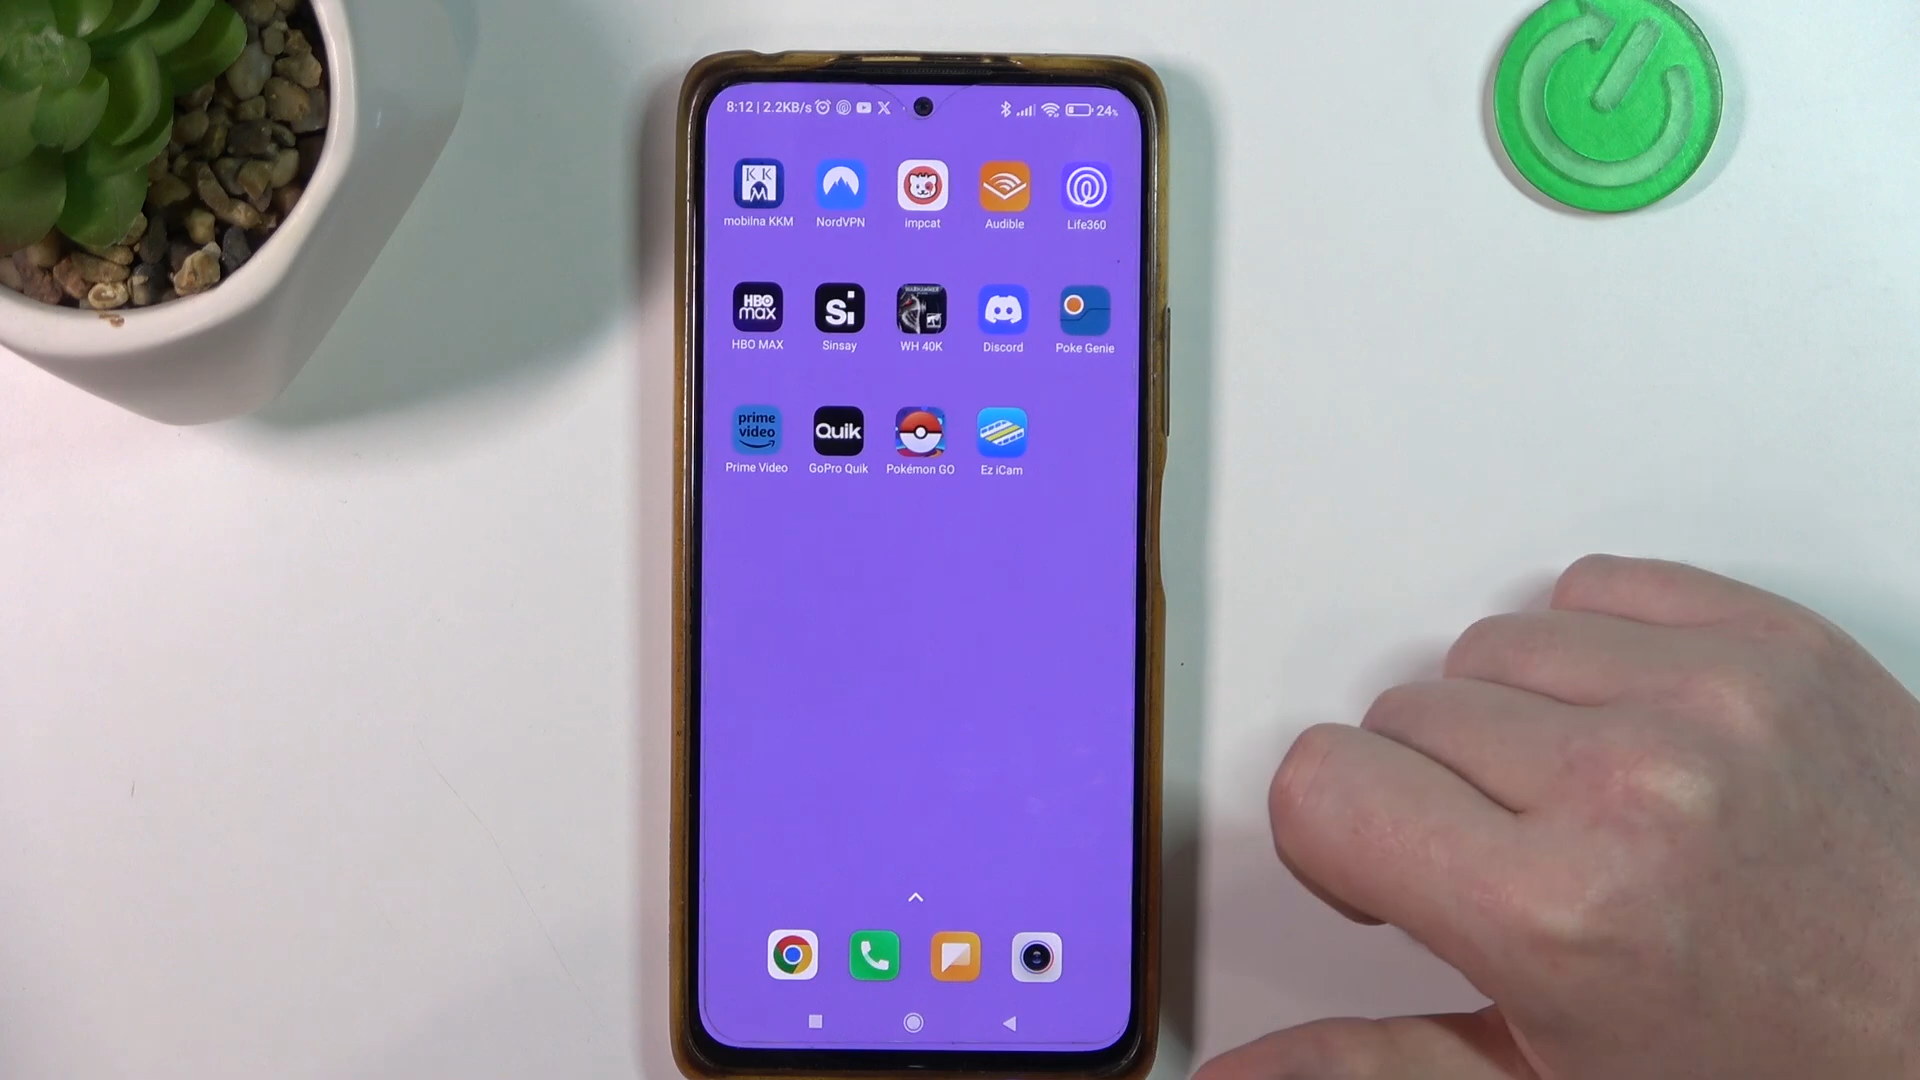 8:12 | 2.2KB/s 24%
KK
M
mobilna KKM NordVPN impcat Audible Life360
HBO
max
Si
HBO MAX Sinsay WH 40K Discord Poke Genie
prime
video
Quik
Prime Video GoPro Quik Pokémon GO Ez iCam